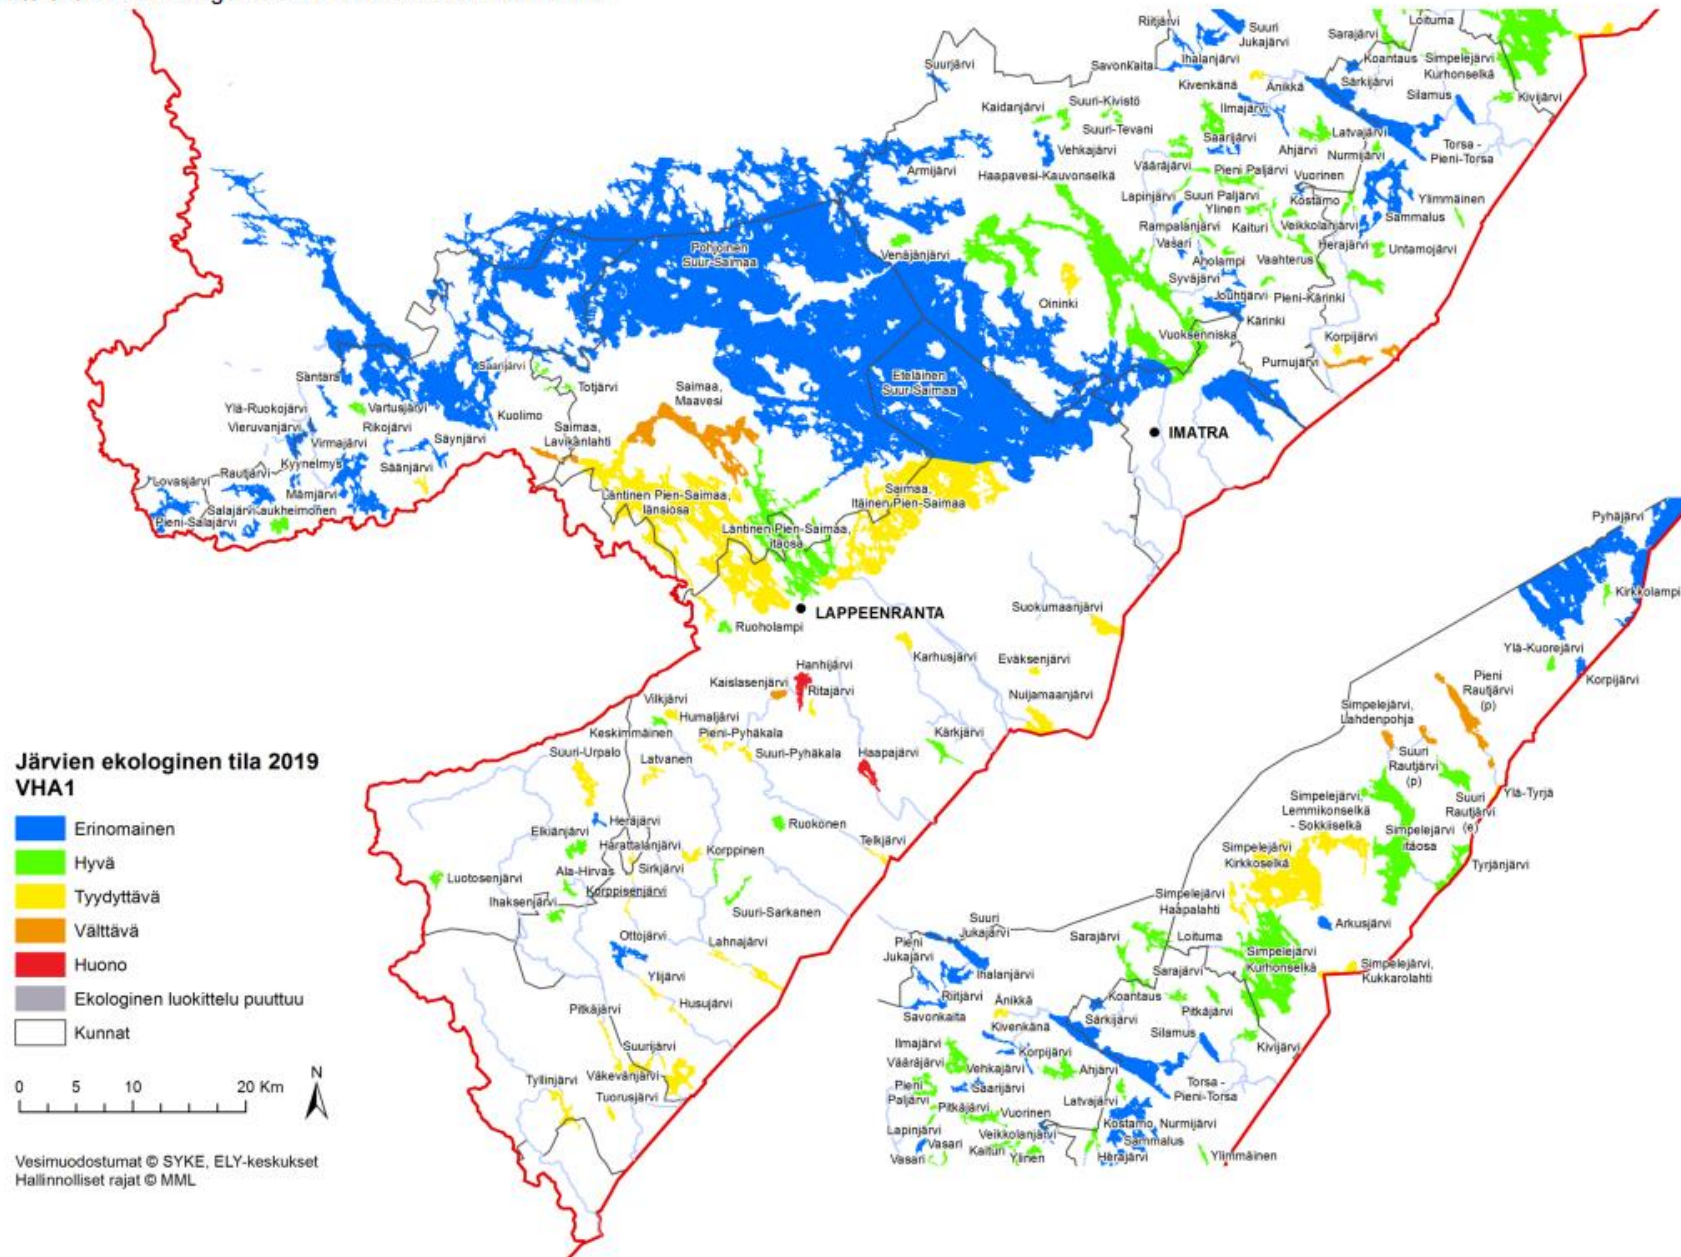 Riitjärvi
Suuri
Jukajärvi
Sarajärvi
Loituma
Suurjärvi
Savonkaita
Ihalanjärvi
Koantaus
Simpelejärvi
Kurhonselkä
Kivenkänä
Änikkä
Särkijärvi
Silamus
Kivijärvi
Kaidanjärvi
Suuri-Kivistö
Ilmajärvi
Suuri-Tevani
Saarijärvi
Latvajärvi
Torsa -
Pieni-Torsa
Vehkajärvi
Ahjärvi
Nurmijärvi
Armijärvi
Haapavesi-Kauvonselkä
Vääräjärvi
Pieni Paljärvi
Vuorinen
Lapinjärvi
Suuri Paljärvi
Kostamo
Ylimmäinen
Ylinen
Sammalus
Rampalanjärvi
Kaituri
Veikkolahjärvi
Pohjoinen
Suur-Saimaa
Venäjänjärvi
Vasari
Herajärvi
Untamojärvi
Aholampi
Vaahterus
Syväjärvi
Oininki
Jouhtjärvi
Pieni-Kärinki
Kärinki
Vuoksenniska
Korpijärvi
Purnujärvi
Saarijärvi
Santara
Totjärvi
Saimaa,
Maavesi
Eteläinen
Suur-Saimaa
Ylä-Ruokojärvi
Vartusjärvi
Kuolimo
Vieruvanjärvi
Rikojärvi
Saimaa,
Lavikanlahti
IMATRA
Virmajärvi
Säynjärvi
Kyynelmys
Säänjärvi
Lovasjärvi
Rautjärvi
Mämjärvi
Läntinen Pien-Saimaa,
länsiosa
Saimaa,
Itäinen Pien-Saimaa
Salajärvi
Pieni-Salajärvi
Läntinen Pien-Saimaa,
itäosa
Pyhäjärvi
LAPPEENRANTA
Suokumaanjärvi
Kirkkolampi
Ruoholampi
Karhusjärvi
Eväksenjärvi
Ylä-Kuorejärvi
Hanhijärvi
Kaislasenjärvi
Ritajärvi
Nuijamaanjärvi
Korpijärvi
Pieni
Rautjärvi
(p)
Vilkjärvi
Humaljärvi
Simpelejärvi,
Lahdenpohja
Keskimmäinen
Pieni-Pyhäkala
Kärkjärvi
Suuri-Urpalo
Latvanen
Suuri-Pyhäkala
Haapajärvi
Suuri
Rautjärvi
(p)
Järvien ekologinen tila 2019
VHA1
Erinomainen
Hyvä
Tyydyttävä
Välttävä
Huono
Ekologinen luokittelu puuttuu
Kunnat
Ylä-Tyrjä
Simpelejärvi,
Lemmikonselkä
- Sokkiiselkä
Suuri
Rautjärvi
(e)
Simpelejärvi
itäosa
Heräjärvi
Ruokonen
Elkiänjärvi
Telkjärvi
Simpelejärvi
Kirkkoselkä
Tyrjänjärvi
Harattalanjärvi
Korppinen
Ala-Hirvas
Sirkjärvi
Luotosenjärvi
Korppisenjärvi
Ihaksenjärvi
Suuri-Sarkanen
Simpelejärvi
Haapalahti
Arkusjärvi
Suuri
Jukajärvi
Sarajärvi
Loituma
Ottojärvi
Lahnajärvi
Pieni
Jukajärvi
Simpelejärvi
Kurhonselkä
Simpelejärvi,
Kukkarolahti
Ihalanjärvi
Sarajärvi
Ylijärvi
Riitjärvi
Änikkä
Koantaus
Pitkäjärvi
Husujärvi
Savonkaita
Särkijärvi
Pitkäjärvi
Kivenkänä
Silamus
Suurijärvi
Ilmajärvi
Korpijärvi
Kivijärvi
Vääräjärvi
Vehkajärvi
Ahjärvi
Tyllinjärvi
Väkevänjärvi
Pieni
Paljärvi
Saarijärvi
Torsa -
Pieni-Torsa
Tuorusjärvi
Latvajärvi
Pitkäjärvi
Vuorinen
Lapinjärvi
Veikkolanjärvi
Kostamo
Nurmijärvi
Vasari
Sammalus
Vasari
Kaituri
Ylinen
Heräjärvi
Ylimmäinen
0 5 10 20 Km
N
Vesimuodostumat © SYKE, ELY-keskukset
Hallinnolliset rajat © MML